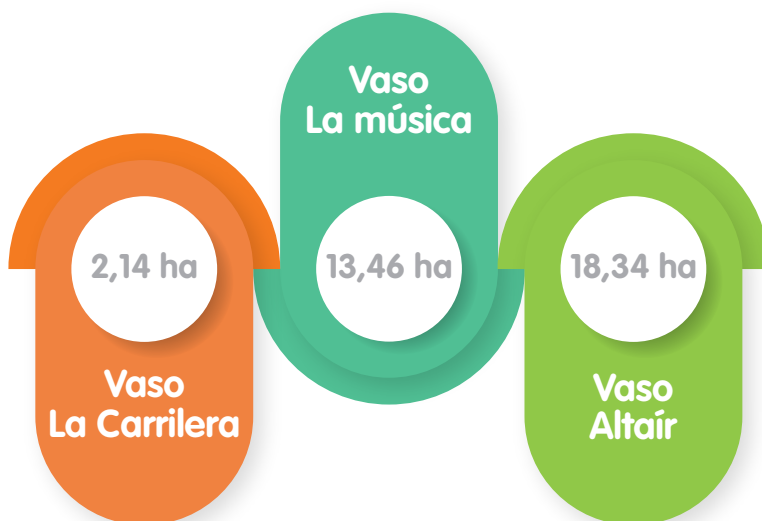 Vaso
La música
2,14 ha
13,46 ha
18,34 ha
Vaso
La Carrilera
Vaso
Altaír